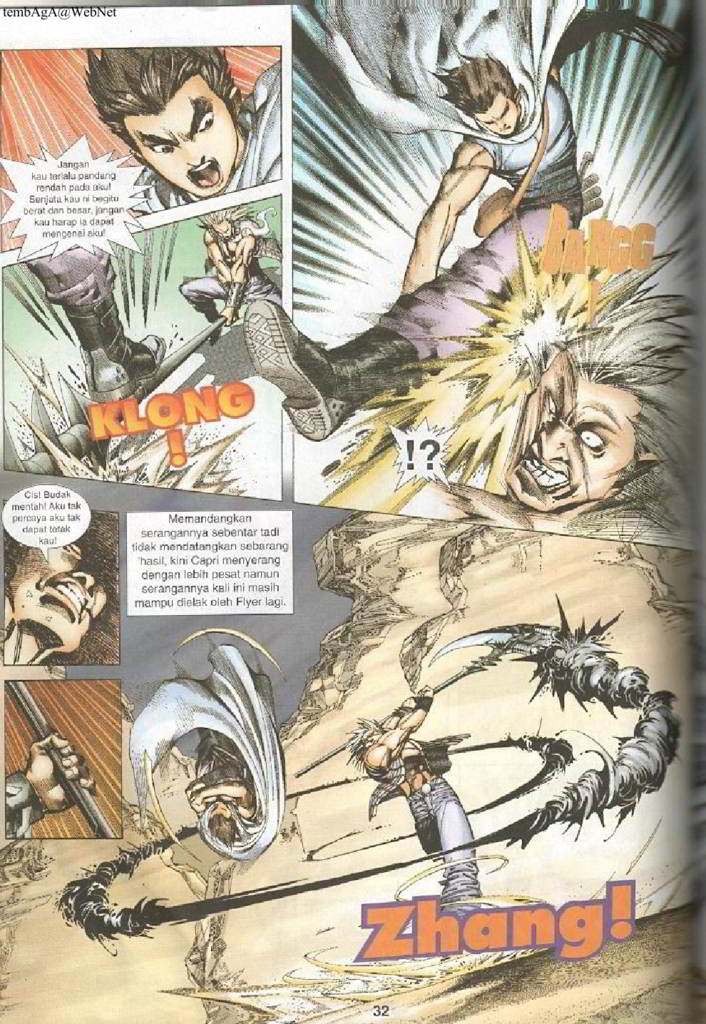 tembAgA@WebNet
Jangan
kau terlalu pandang
rendah pada aku!
Senjata kau ni begitu
berat dan besar, jangan
kau harap ia dapat
mengenai aku!
BANGG
!
KLONG
!
!?
Cis! Budak
mentah! Aku tak
percaya aku tak
dapat tetak
kau!
Memandangkan
serangannya sebentar tadi
tidak mendatangkan sebarang
hasil, kini Capri menyerang
dengan lebih pesat namun
serangannya kali ini masih
mampu dielak oleh Flyer lagi.
Zhang!
32